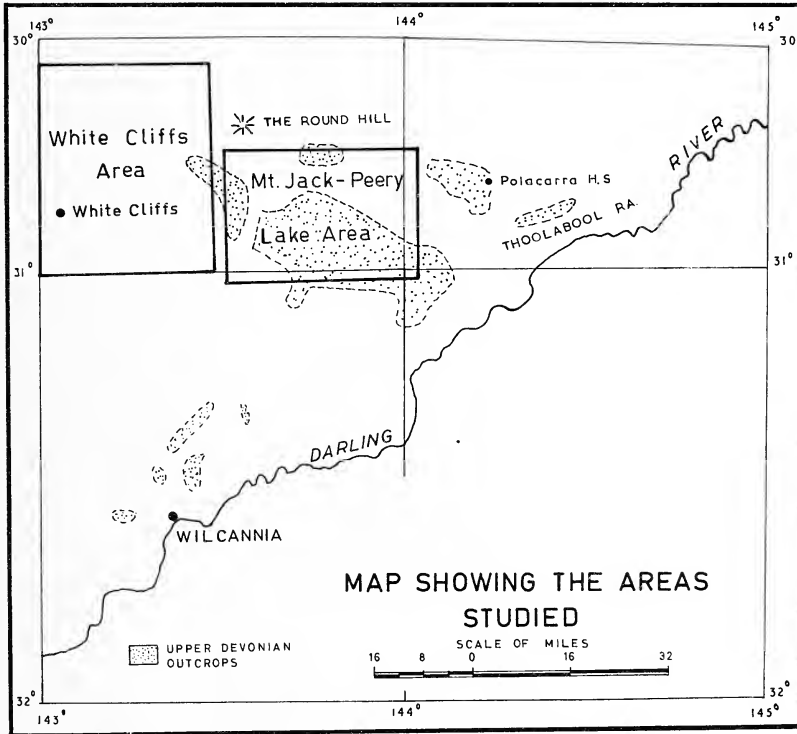 143° 144° 145°
30° 30°
THE ROUND HILL
White Cliffs
Area
White Cliffs
Mt. Jack-Peery
Lake Area
Polacarra H.S
THOOLABOOL RA.
RIVER
31° 31°
DARLING
WILCANNIA
MAP SHOWING THE AREAS
STUDIED
SCALE OF MILES
16 8 0 16 32
UPPER DEVONIAN
OUTCROPS
32° 32°
143° 144° 145°